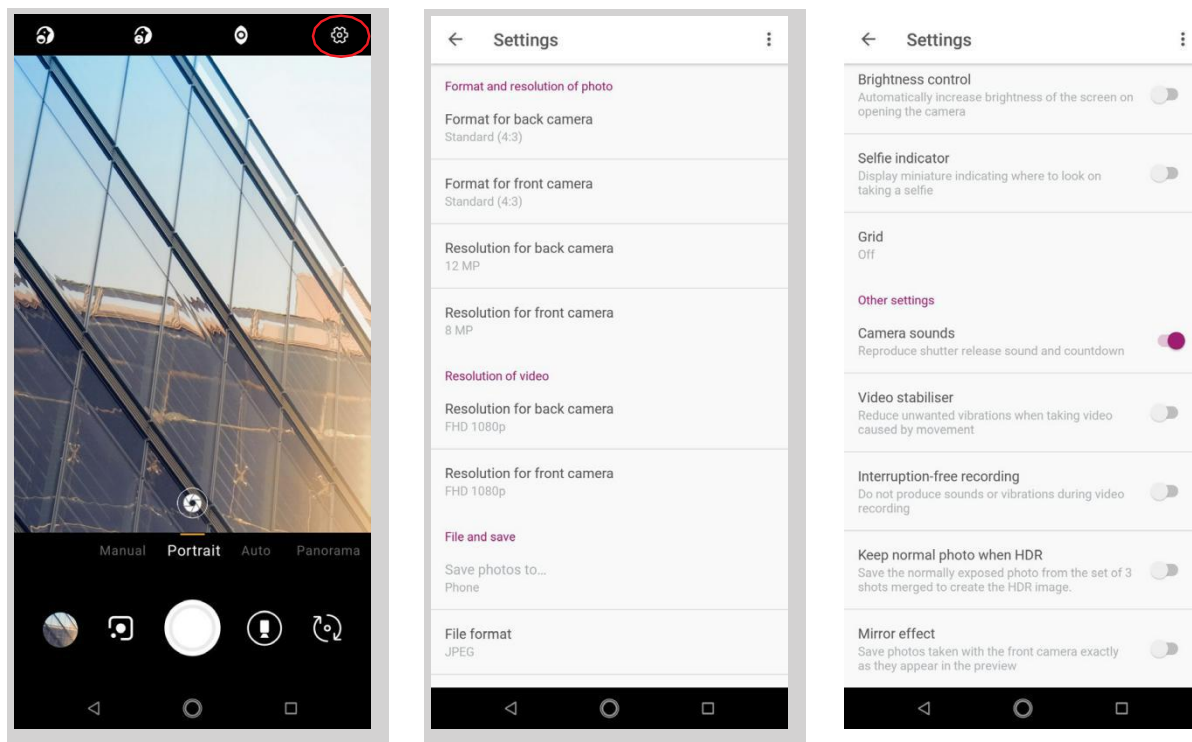 Manual Portrait Auto Panorama
Settings
Format and resolution of photo
Format for back camera
Standard (4:3)
Format for front camera
Standard (4:3)
Resolution for back camera
12 MP
Resolution for front camera
8 MP
Resolution of video
Resolution for back camera
FHD 1080p
Resolution for front camera
FHD 1080p
File and save
Save photos to...
Phone
File format
JPEG
Settings
Brightness control
Automatically increase brightness of the screen on
opening the camera
Selfie indicator
Display miniature indicating where to look on
taking a selfie
Grid
Off
Other settings
Camera sounds
Reproduce shutter release sound and countdown
Video stabiliser
Reduce unwanted vibrations when taking video
caused by movement
Interruption-free recording
Do not produce sounds or vibrations during video
recording
Keep normal photo when HDR
Save the normally exposed photo from the set of 3
shots merged to create the HDR image.
Mirror effect
Save photos taken with the front camera exactly
as they appear in the preview